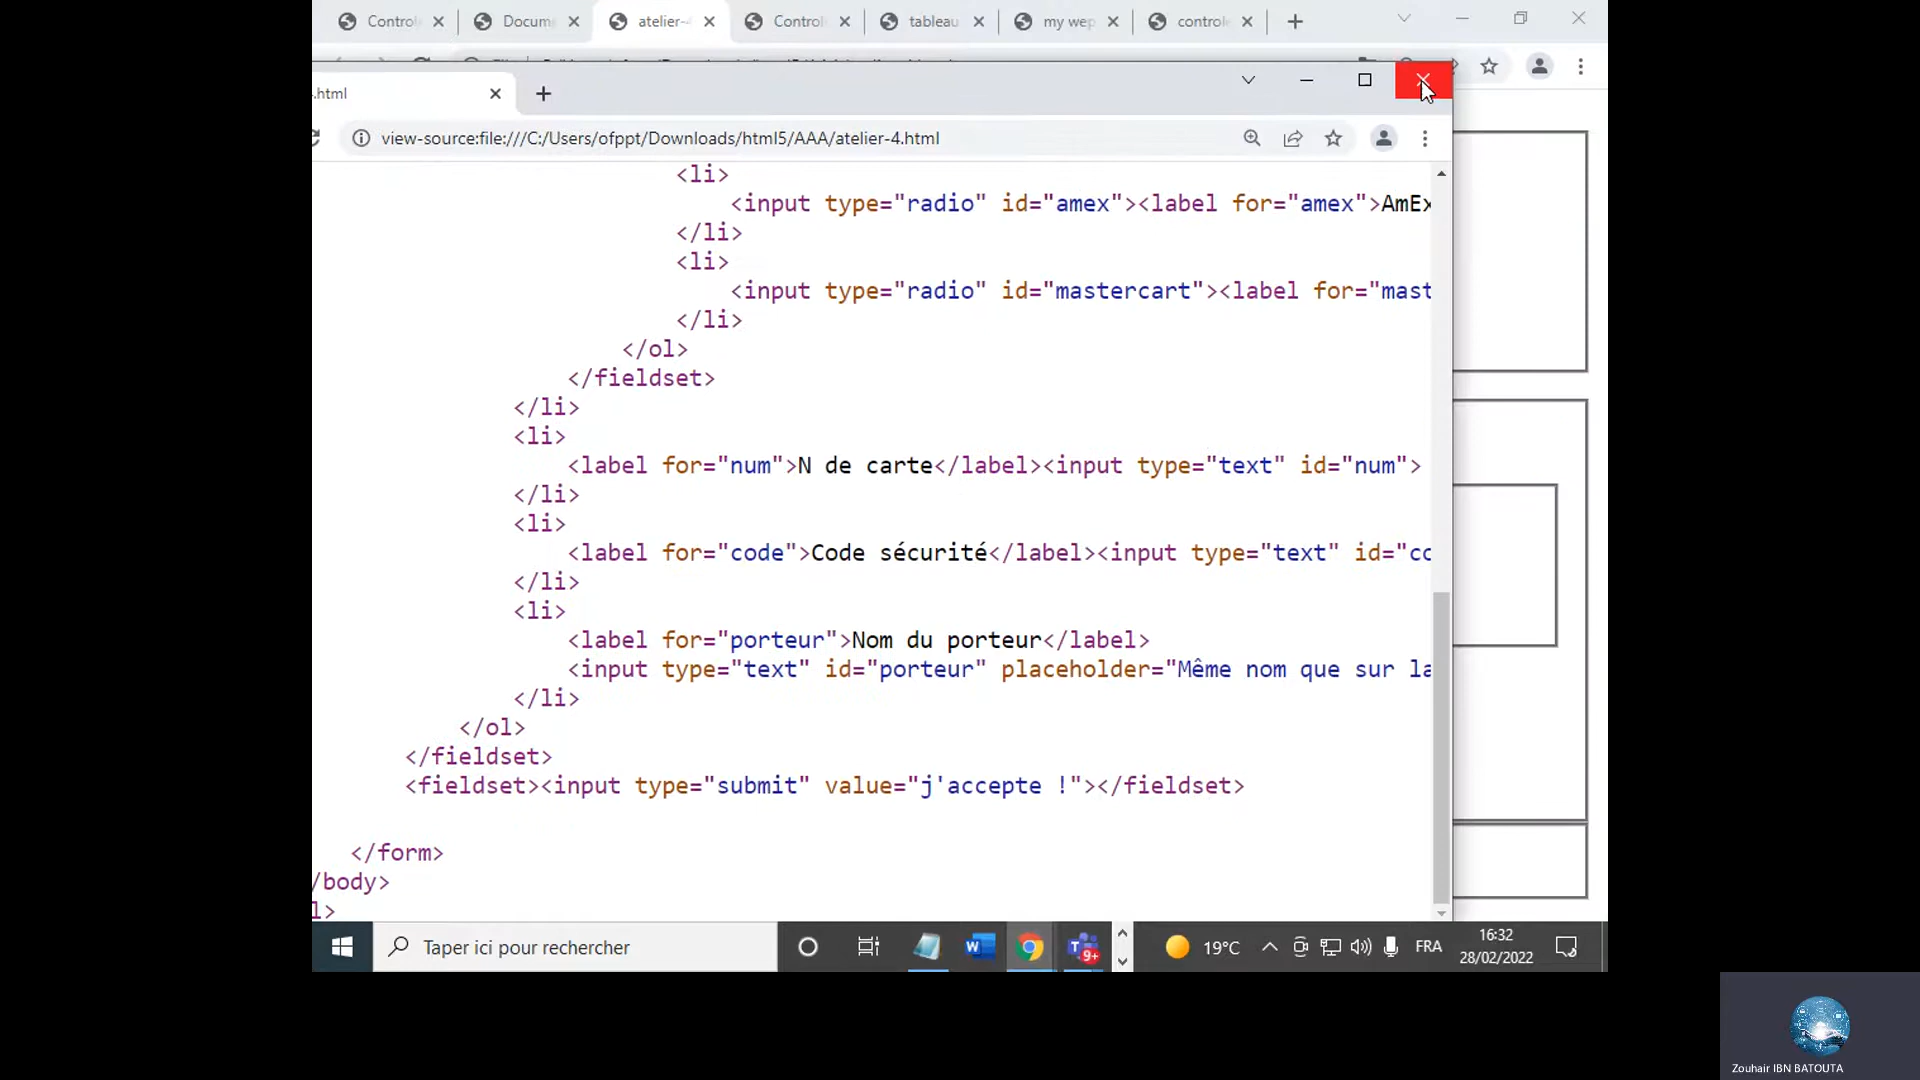 Control
Docum
atelier-
Control
tableau
my wep
control
.html
view-source:file:///C:/Users/ofppt/Downloads/html5/AAA/atelier-4.html
<li>
<input type="radio" id="amex"><label for="amex">AmEx
</li>
<li>
<input type="radio" id="mastercart"><label for="mast
</li>
</ol>
</fieldset>
</li>
<li>
<label for="num">N de carte</label><input type="text" id="num">
</li>
<li>
<label for="code">Code sécurité</label><input type="text" id="co
</li>
<li>
<label for="porteur">Nom du porteur</label>
<input type="text" id="porteur" placeholder="Même nom que sur la
</li>
</ol>
</fieldset>
<fieldset><input type="submit" value="j'accepte !"></fieldset>
</form>
/body>
l>
Taper ici pour rechercher
9+
19°C
FRA
16:32
28/02/2022
Zouhair IBN BATOUTA